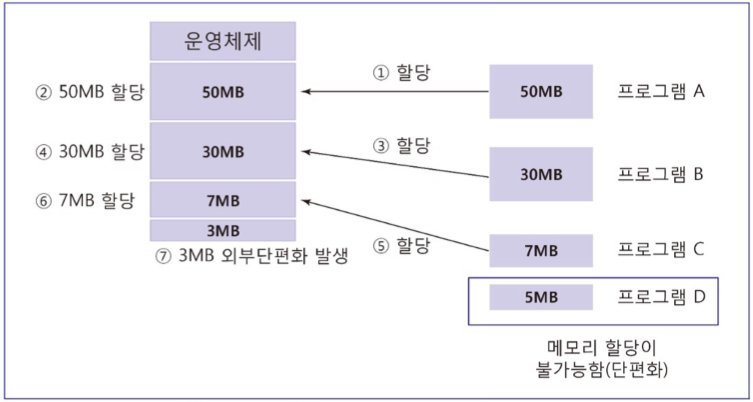 운영체제
② 50MB 할당
50MB
① 할당
50MB
프로그램 A
④ 30MB 할당
30MB
③ 할당
30MB
프로그램 B
⑥ 7MB 할당
7MB
3MB
⑦ 3MB 외부단편화 발생
⑤ 할당
7MB
프로그램 C
5MB
프로그램 D
메모리 할당이
불가능함(단편화)